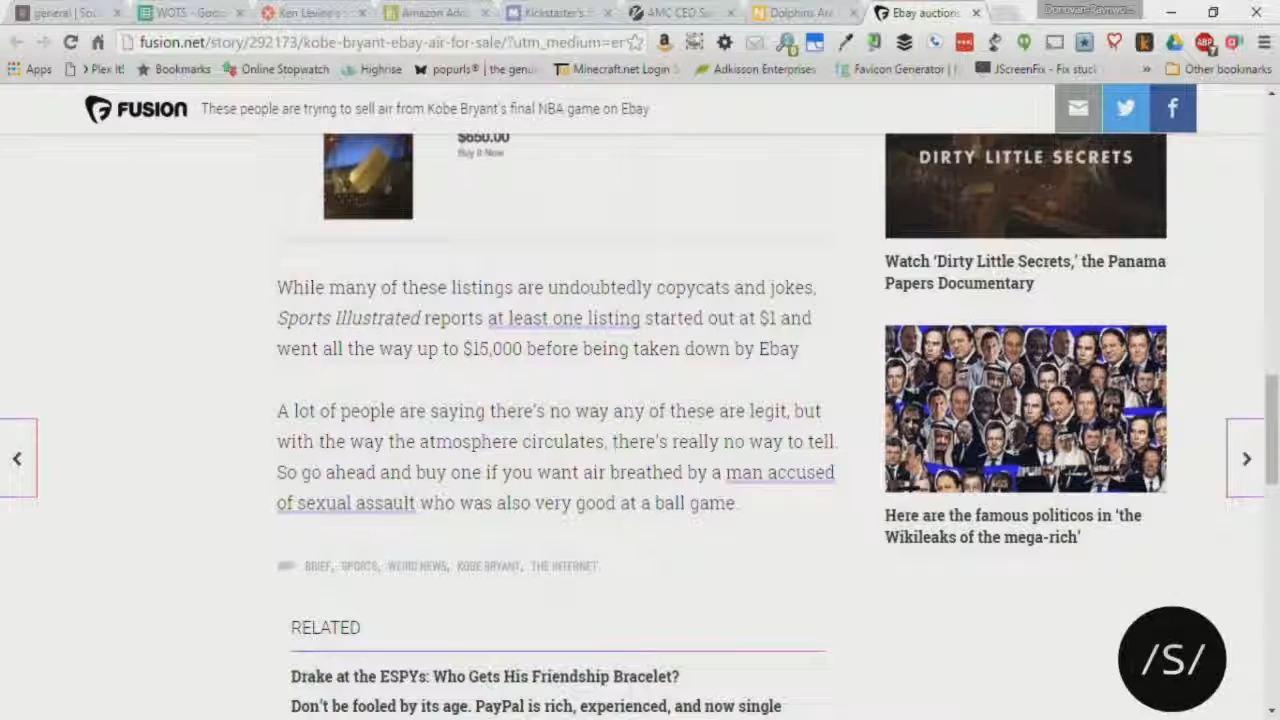 general | Sou
WOTS - Goo
Ken Levine's
Amazon Ad
Kickstarter's
AMC CEO S
Dolphins Are
Ebay auction
fusion.net/story/292173/kobe-bryant-ebay-air-for-sale/?utm_medium=er
Apps
Plex It!
Bookmarks
Online Stopwatch
Highrise
popurls® | the genu
Minecraft.net Login
Adkisson Enterprises
Favicon Generator |
JScreenFix - Fix stuc
»
Other bookmarks
FUSION
These people are trying to sell air from Kobe Bryant's final NBA game on Ebay
$650.00
Buy It Now
DIRTY LITTLE SECRETS
Watch 'Dirty Little Secrets,' the Panama
Papers Documentary
While many of these listings are undoubtedly copycats and jokes,
Sports Illustrated reports at least one listing started out at $1 and
went all the way up to $15,000 before being taken down by Ebay
A lot of people are saying there's no way any of these are legit, but
with the way the atmosphere circulates, there's really no way to tell.
So go ahead and buy one if you want air breathed by a man accused
of sexual assault who was also very good at a ball game.
Here are the famous politicos in 'the
Wikileaks of the mega-rich'
BRIEF, SPORTS, WEIRD NEWS, KOBE BRYANT, THE INTERNET
RELATED
Drake at the ESPYs: Who Gets His Friendship Bracelet?
Don't be fooled by its age. PayPal is rich, experienced, and now single
/S/